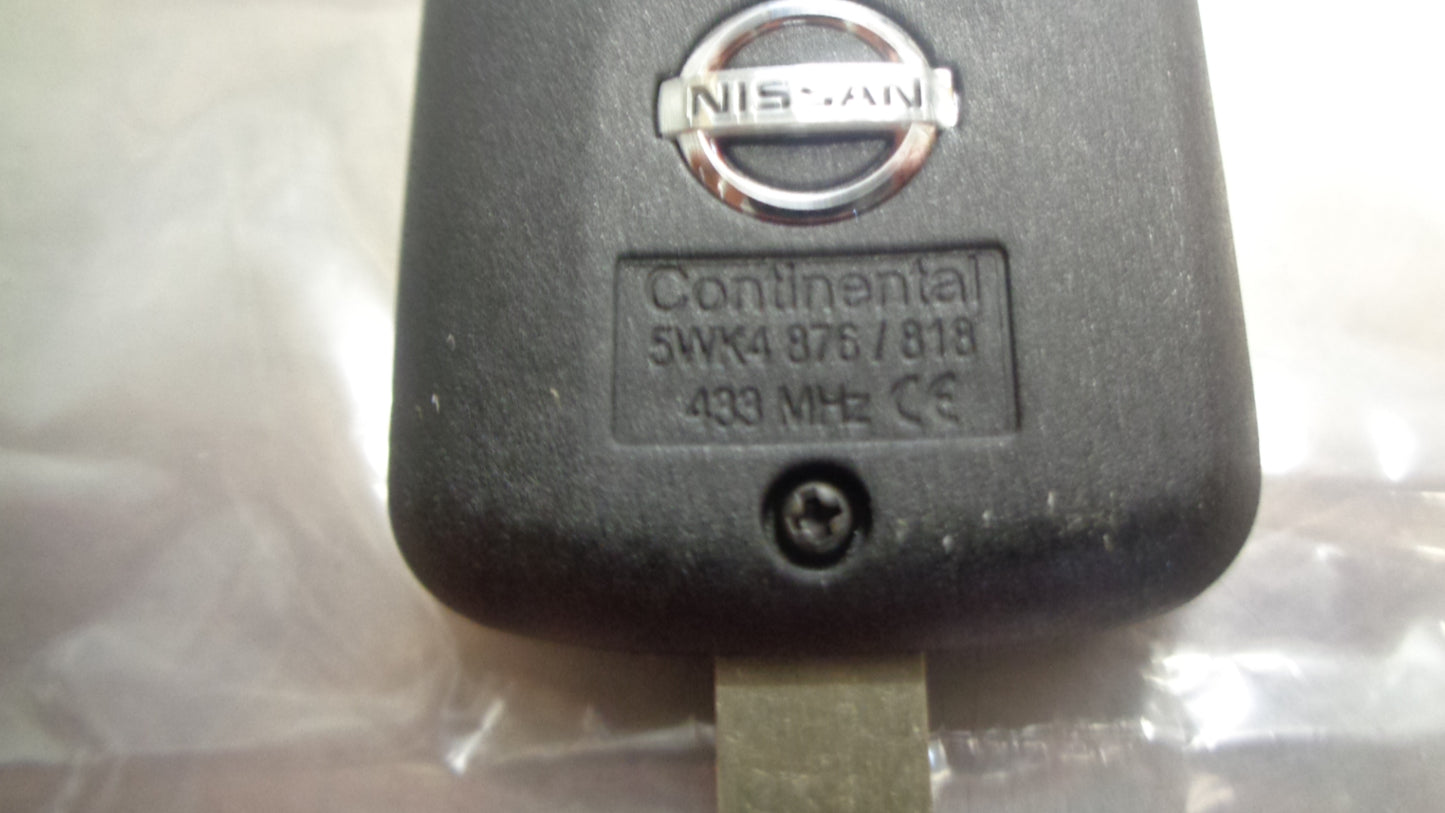 NISSAN
Continental
5WK4 876 / 818
433 MHz CE